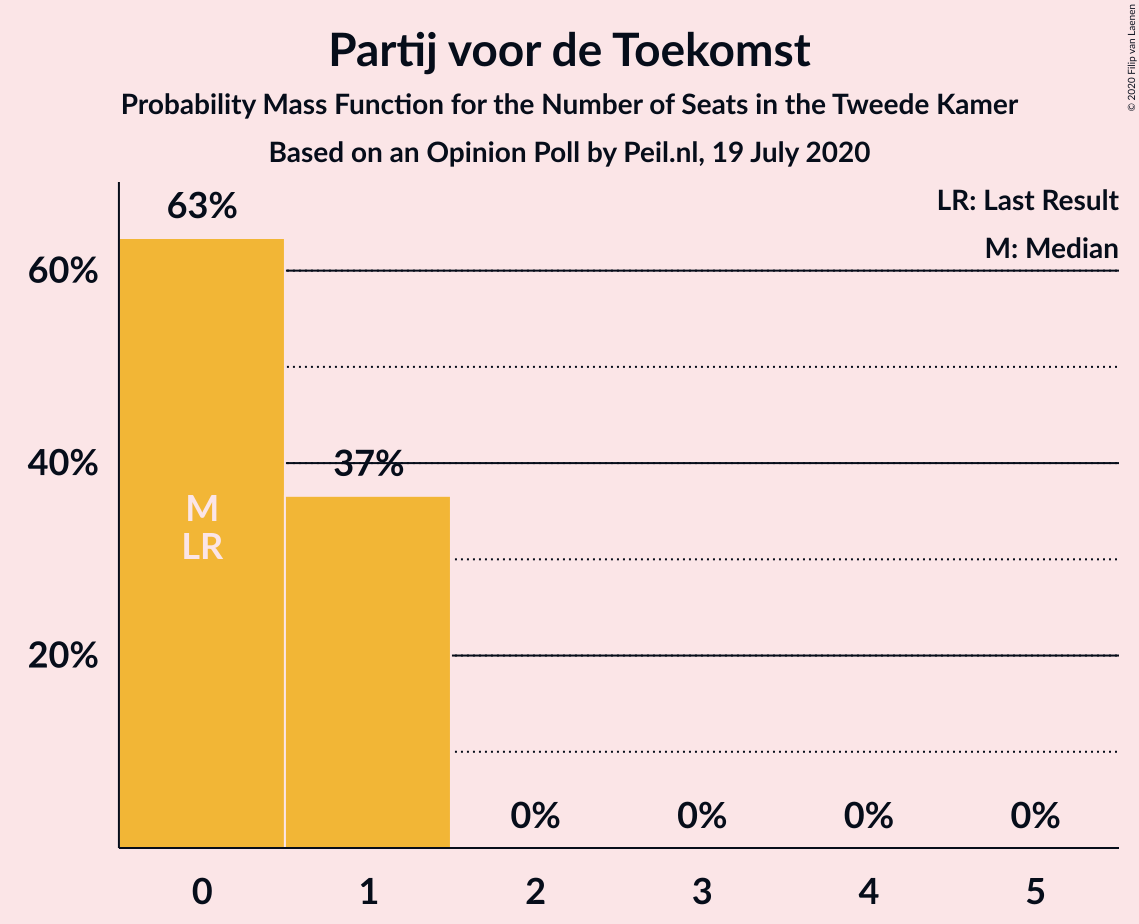 Partij voor de Toekomst
Probability Mass Function for the Number of Seats in the Tweede Kamer
Based on an Opinion Poll by Peil.nl, 19 July 2020
© 2020 Filip van Laenen
LR: Last Result
M: Median
63%
60%
40%
37%
M
LR
20%
0% 0% 0% 0%
0 1 2 3 4 5